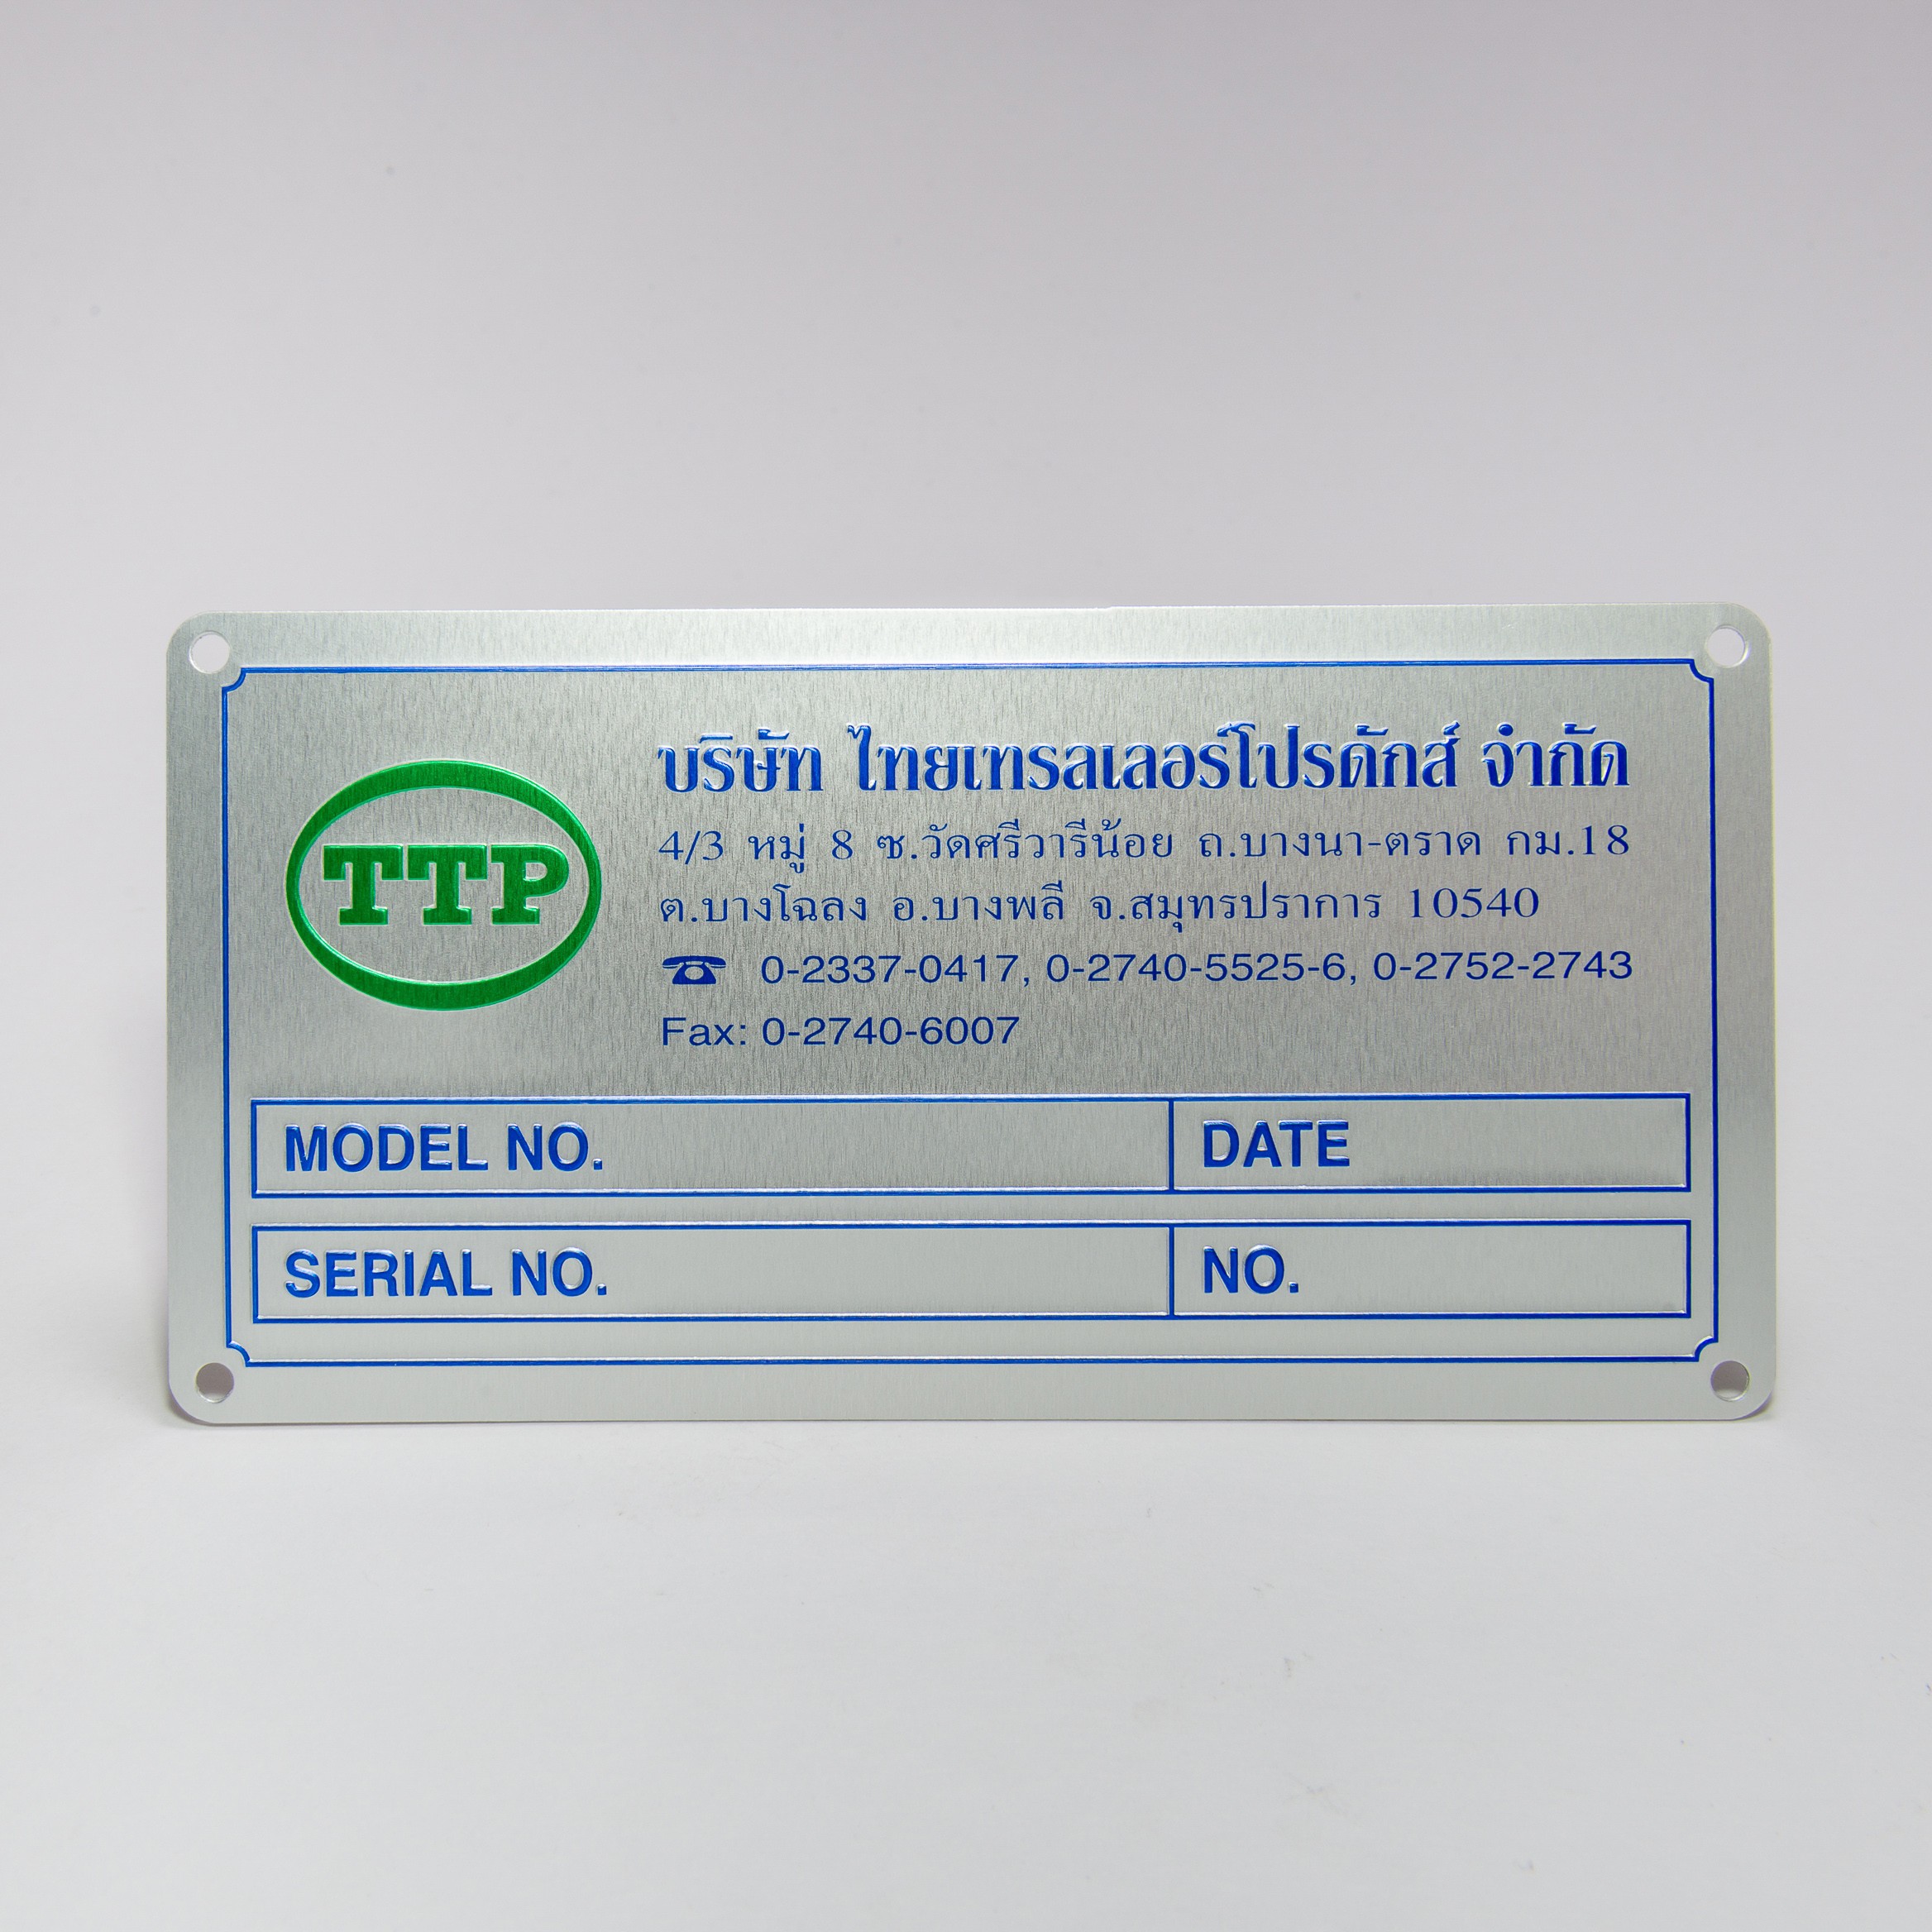 TTP
บริษัท ไทยเทรลเลอร์โปรดักส์ จำกัด
4/3 หมู่ 8 ซ.วัดศรีวารีน้อย ถ.บางนา-ตราด กม.18
ต.บางโฉลง อ.บางพลี จ.สมุทรปราการ 10540
☎ 0-2337-0417, 0-2740-5525-6, 0-2752-2743
Fax: 0-2740-6007
MODEL NO. DATE
SERIAL NO. NO.